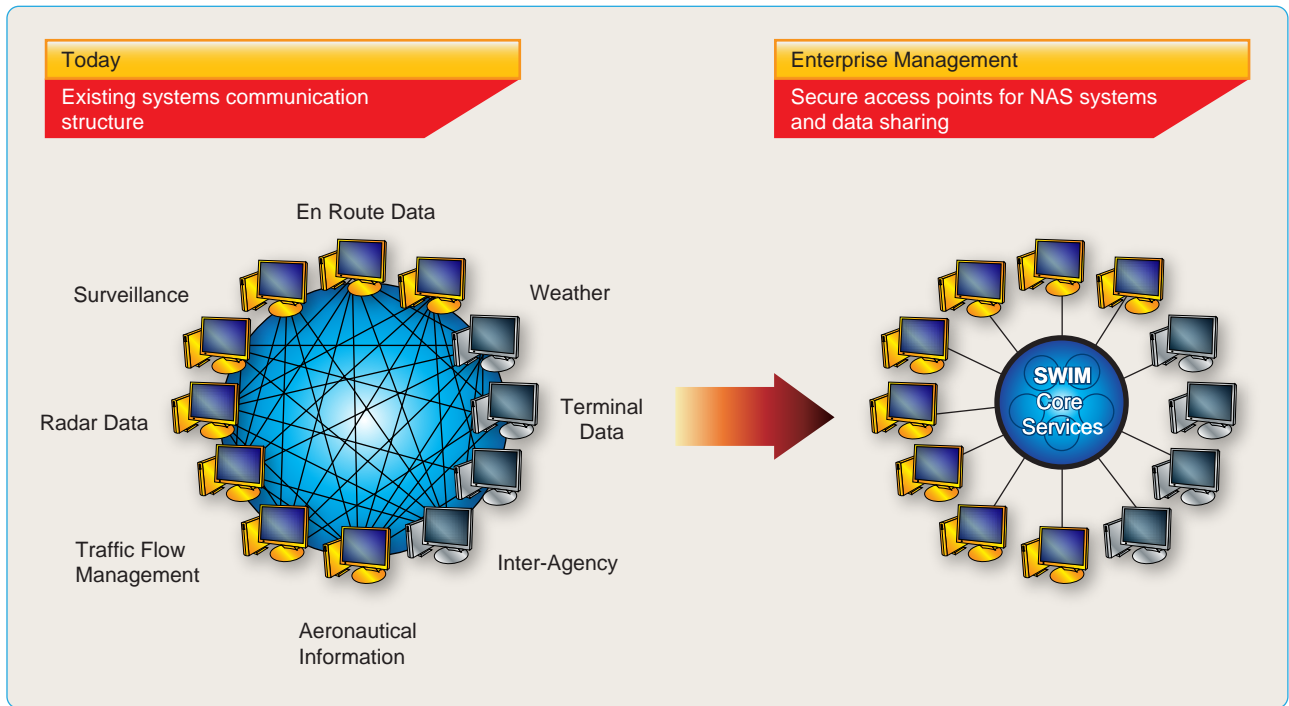 Today
Existing systems communication
structure
Enterprise Management
Secure access points for NAS systems
and data sharing
En Route Data
Surveillance
Weather
Radar Data
Terminal
Data
Traffic Flow
Management
Inter-Agency
Aeronautical
Information
SWIM
Core
Services